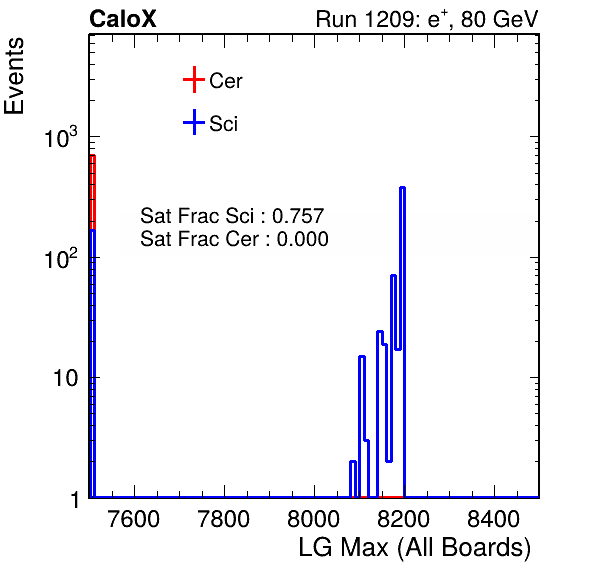 CaloX Run 1209: e⁺, 80 GeV
Events
Cer
Sci
Sat Frac Sci : 0.757
Sat Frac Cer : 0.000
10³
10²
10
1
7600 7800 8000 8200 8400
LG Max (All Boards)